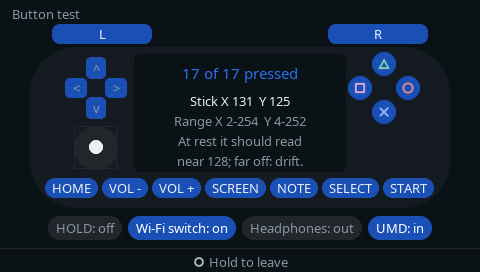 Button test
L
R
17 of 17 pressed
Stick X 131 Y 125
Range X 2-254 Y 4-252
At rest it should read
near 128; far off: drift.
HOME VOL - VOL + SCREEN NOTE SELECT START
HOLD: off Wi-Fi switch: on Headphones: out UMD: in
Hold to leave